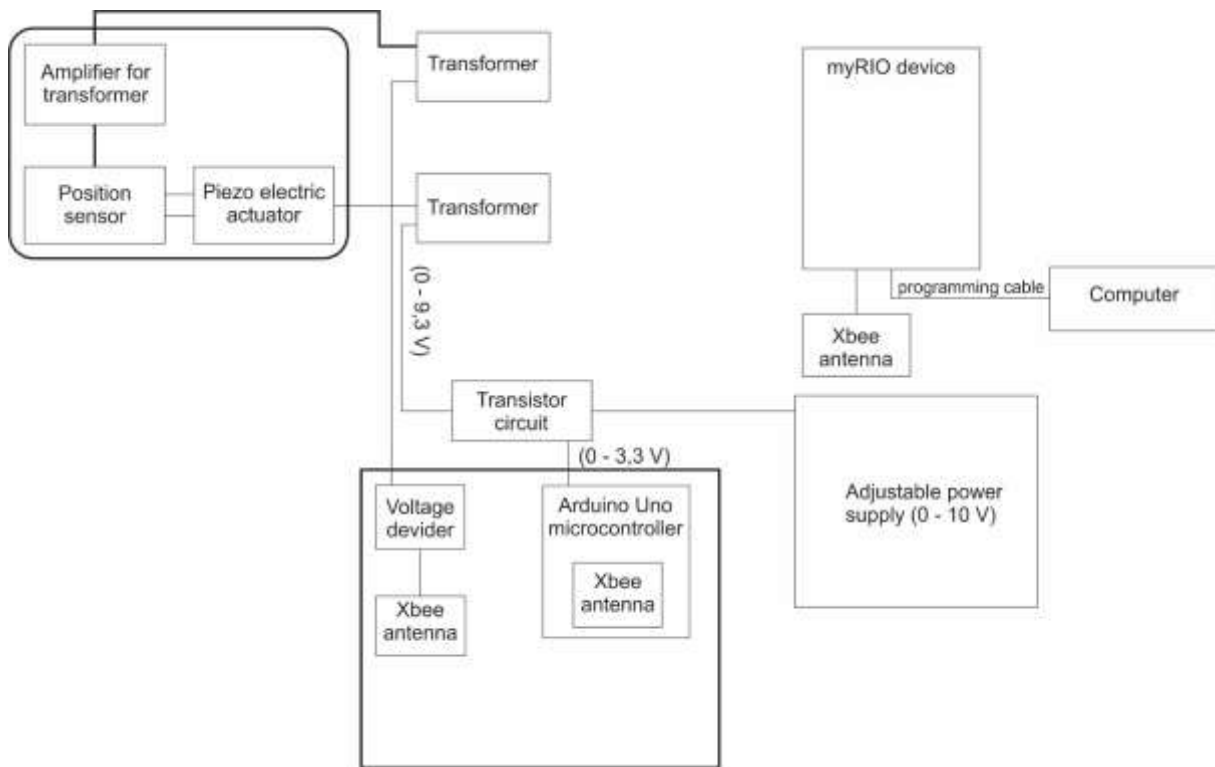 Amplifier for
transformer
Transformer
myRIO device
Position
sensor
Piezo electric
actuator
Transformer
(0 - 9,3 V)
programming cable
Computer
Xbee
antenna
Transistor
circuit
(0 - 3,3 V)
Voltage
devider
Arduino Uno
microcontroller
Adjustable power
supply (0 - 10 V)
Xbee
antenna
Xbee
antenna